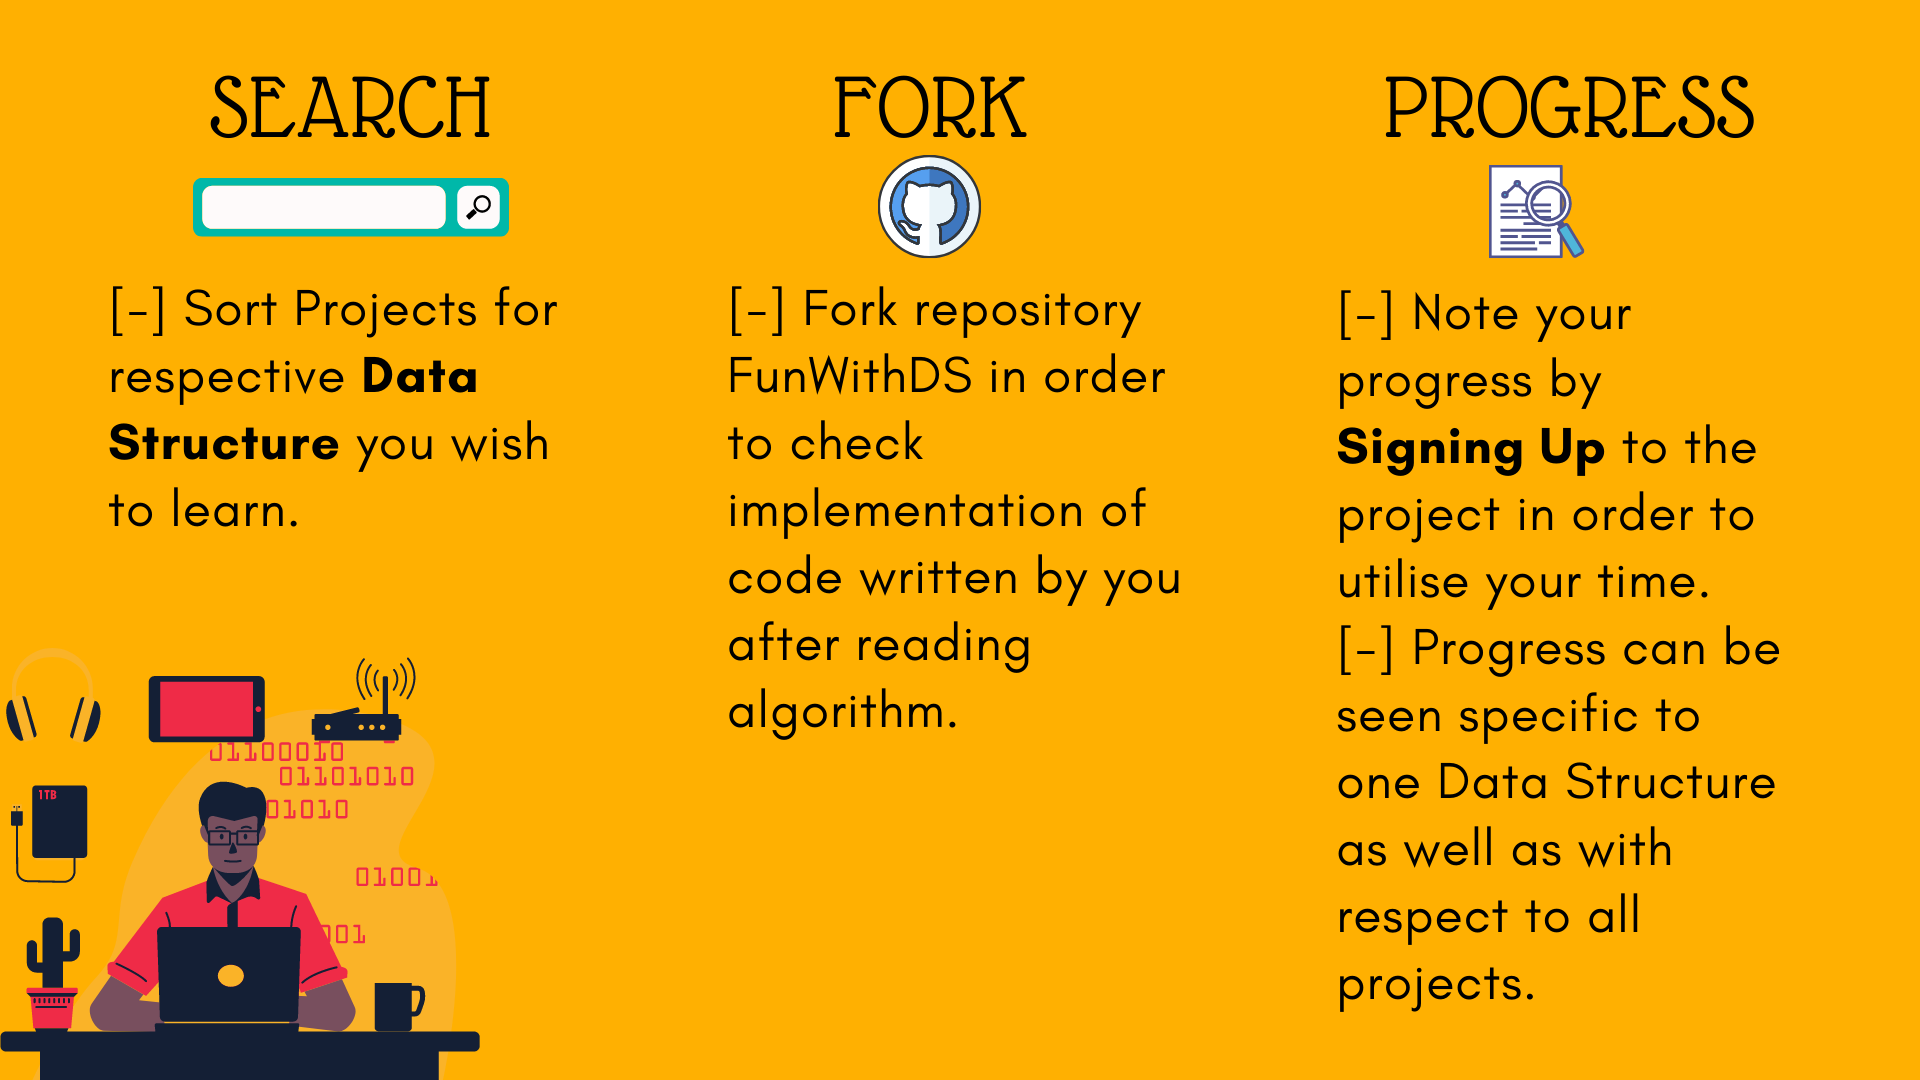 SEARCH
[-] Sort Projects for
respective Data
Structure you wish
to learn.
FORK
[-] Fork repository
FunWithDS in order
to check
implementation of
code written by you
after reading
algorithm.
PROGRESS
[-] Note your
progress by
Signing Up to the
project in order to
utilise your time.
[-] Progress can be
seen specific to
one Data Structure
as well as with
respect to all
projects.
01100010
01101010
01010
01001
001
1TB